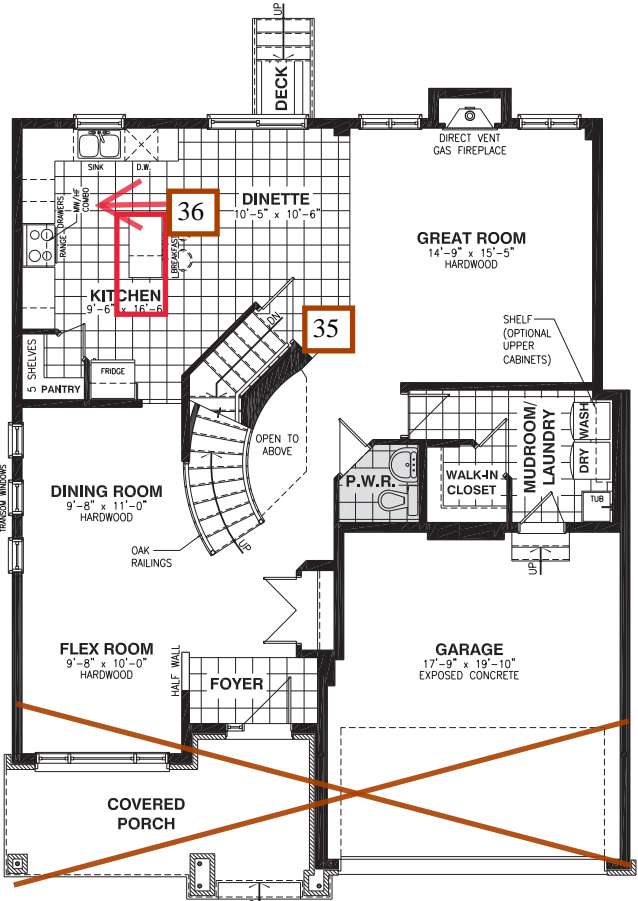 UP
DECK
DIRECT VENT
GAS FIREPLACE
SINK
D.W.
MW/HF
COMBO
DRAWERS
RANGE
36
DINETTE
10'-5" x 10'-6"
GREAT ROOM
14'-9" x 15'-5"
HARDWOOD
BREAKFAST
KITCHEN
9'-6" x 16'-6
DN
35
SHELF
(OPTIONAL
UPPER
CABINETS)
5 SHELVES
PANTRY
FRIDGE
OPEN TO
ABOVE
MUDROOM/
LAUNDRY
WASH
DRY
TUB
P.W.R.
WALK-IN
CLOSET
TRANSOM WINDOWS
DINING ROOM
9'-8" x 11'-0"
HARDWOOD
OAK
RAILINGS
UP
UP
FLEX ROOM
9'-8" x 10'-0"
HARDWOOD
HALF WALL
FOYER
GARAGE
17'-9" x 19'-10"
EXPOSED CONCRETE
COVERED
PORCH